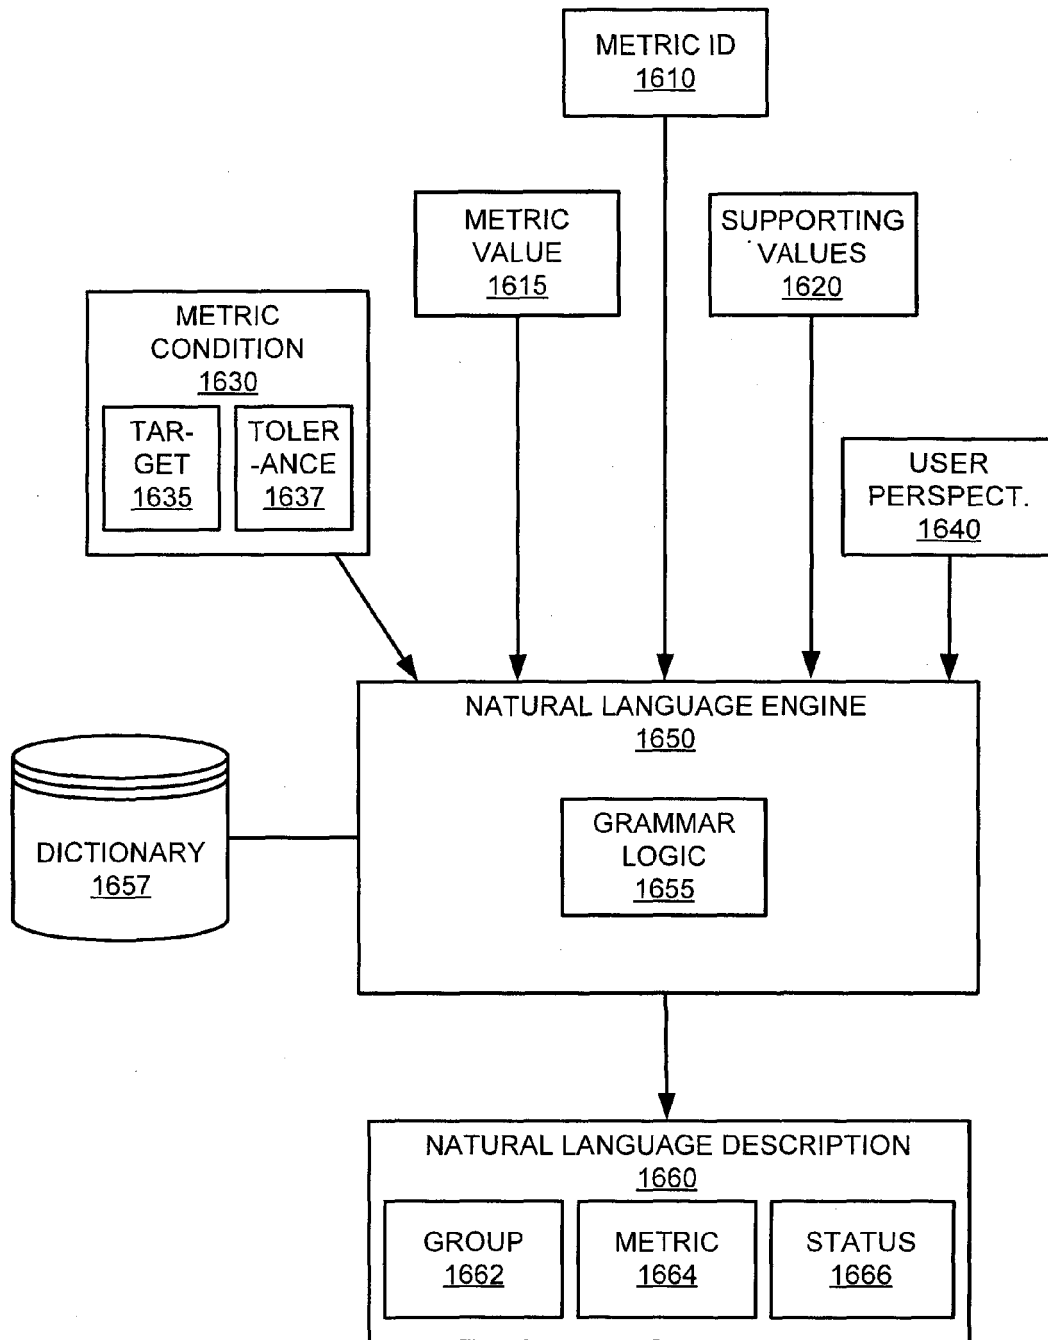 METRIC ID
1610
METRIC
VALUE
1615
SUPPORTING
VALUES
1620
METRIC
CONDITION
1630
TAR-
GET
1635
TOLER
-ANCE
1637
USER
PERSPECT.
1640
NATURAL LANGUAGE ENGINE
1650
GRAMMAR
LOGIC
1655
DICTIONARY
1657
NATURAL LANGUAGE DESCRIPTION
1660
GROUP
1662
METRIC
1664
STATUS
1666